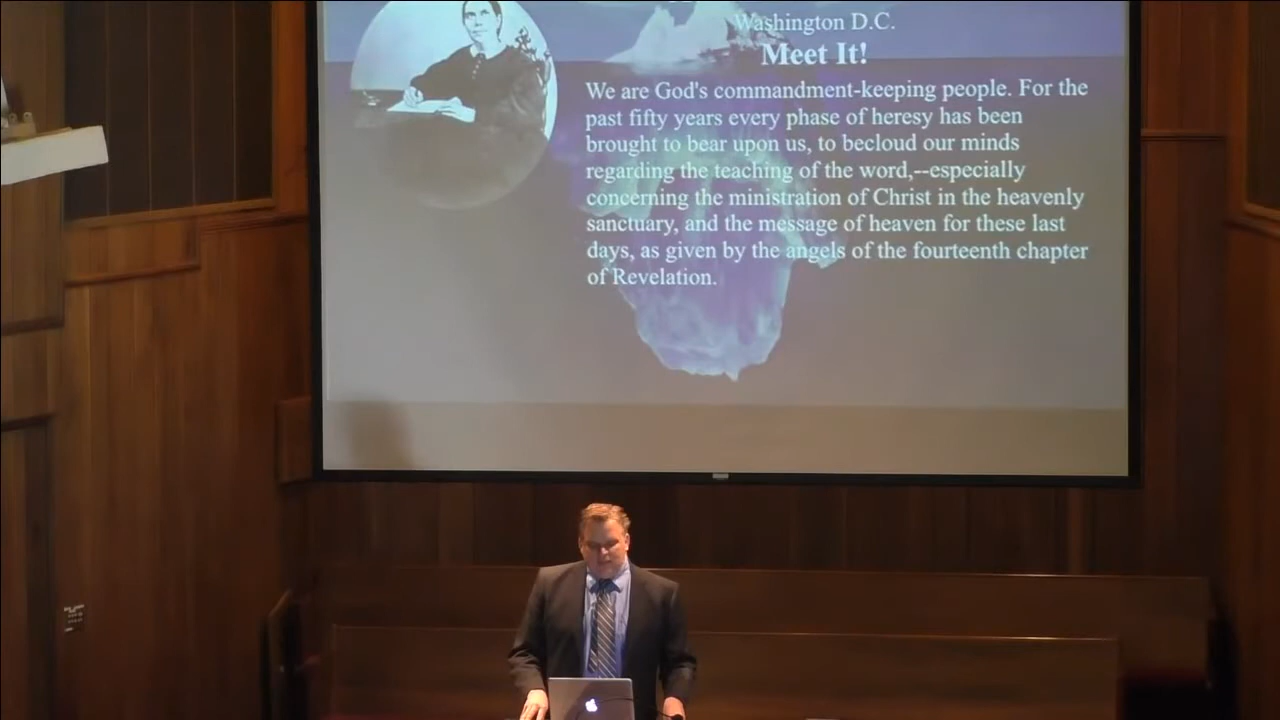 Washington D.C.
Meet It!
We are God's commandment-keeping people. For the
past fifty years every phase of heresy has been
brought to bear upon us, to becloud our minds
regarding the teaching of the word,--especially
concerning the ministration of Christ in the heavenly
sanctuary, and the message of heaven for these last
days, as given by the angels of the fourteenth chapter
of Revelation.